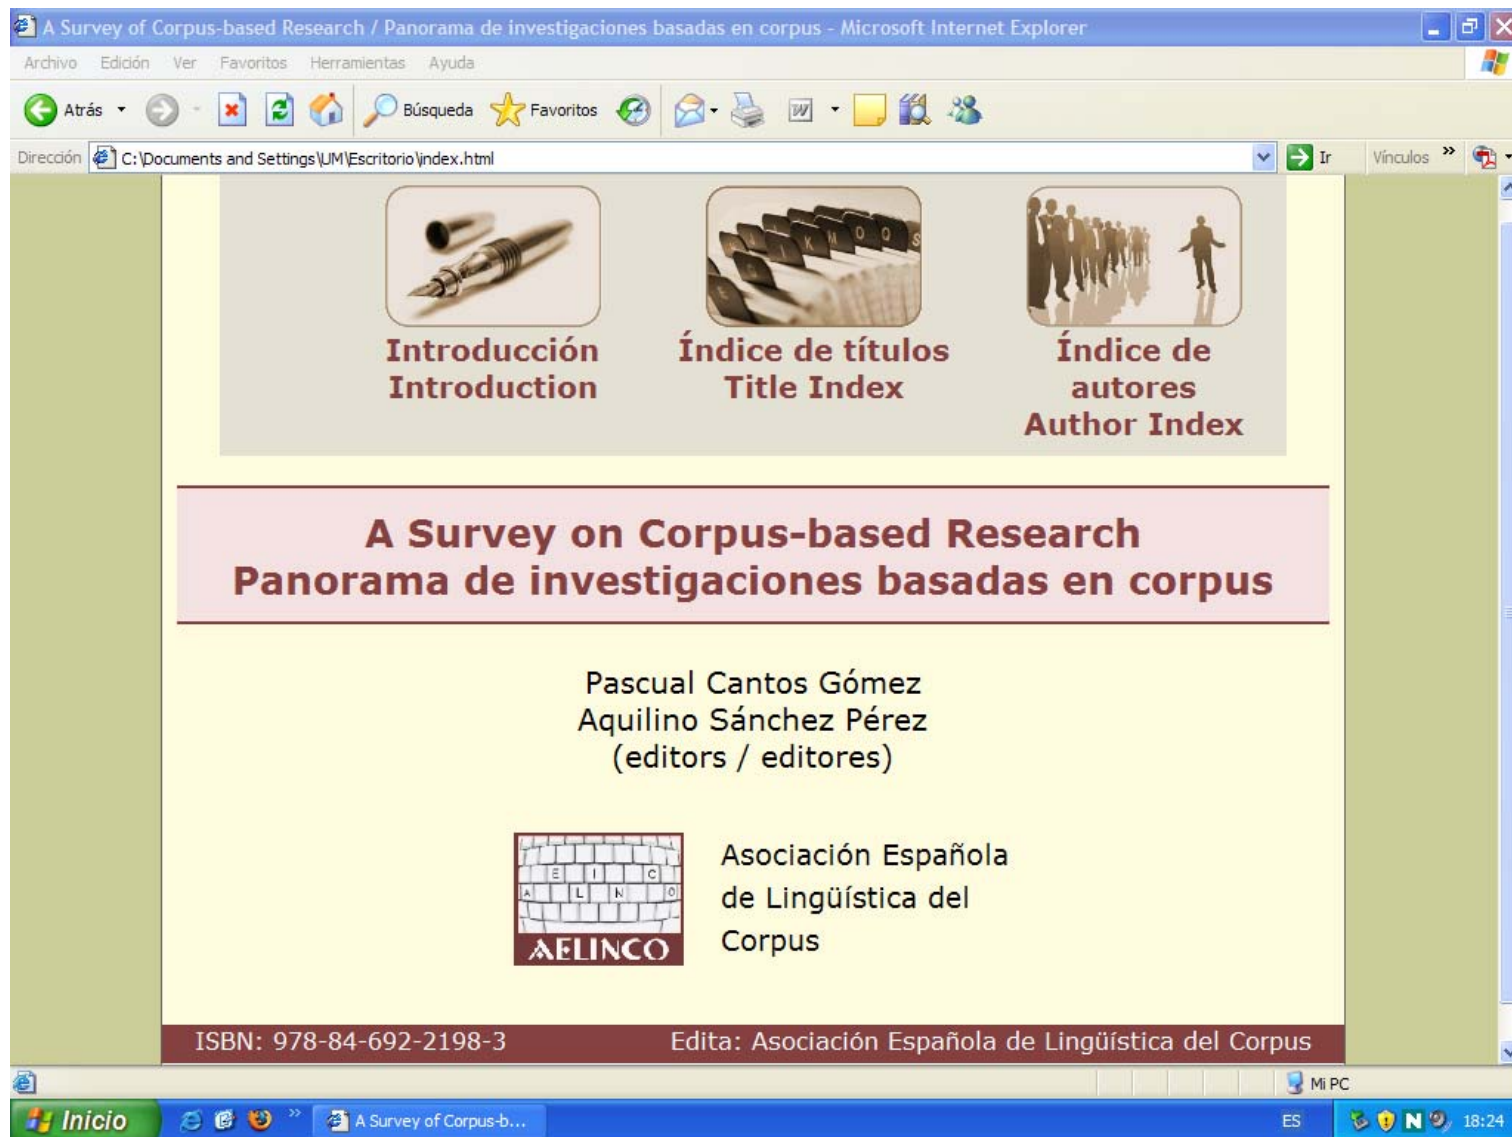 A Survey of Corpus-based Research / Panorama de investigaciones basadas en corpus - Microsoft Internet Explorer
Archivo Edición Ver Favoritos Herramientas Ayuda
Atrás Búsqueda Favoritos
Dirección C:\Documents and Settings\UM\Escritorio\index.html Ir Vínculos »
Introducción
Introduction
Índice de títulos
Title Index
Índice de
autores
Author Index
A Survey on Corpus-based Research
Panorama de investigaciones basadas en corpus
Pascual Cantos Gómez
Aquilino Sánchez Pérez
(editors / editores)
E I C
A L N O
AELINCO
Asociación Española
de Lingüística del
Corpus
ISBN: 978-84-692-2198-3 Edita: Asociación Española de Lingüística del Corpus
Mi PC
Inicio » A Survey of Corpus-b... ES N 18:24